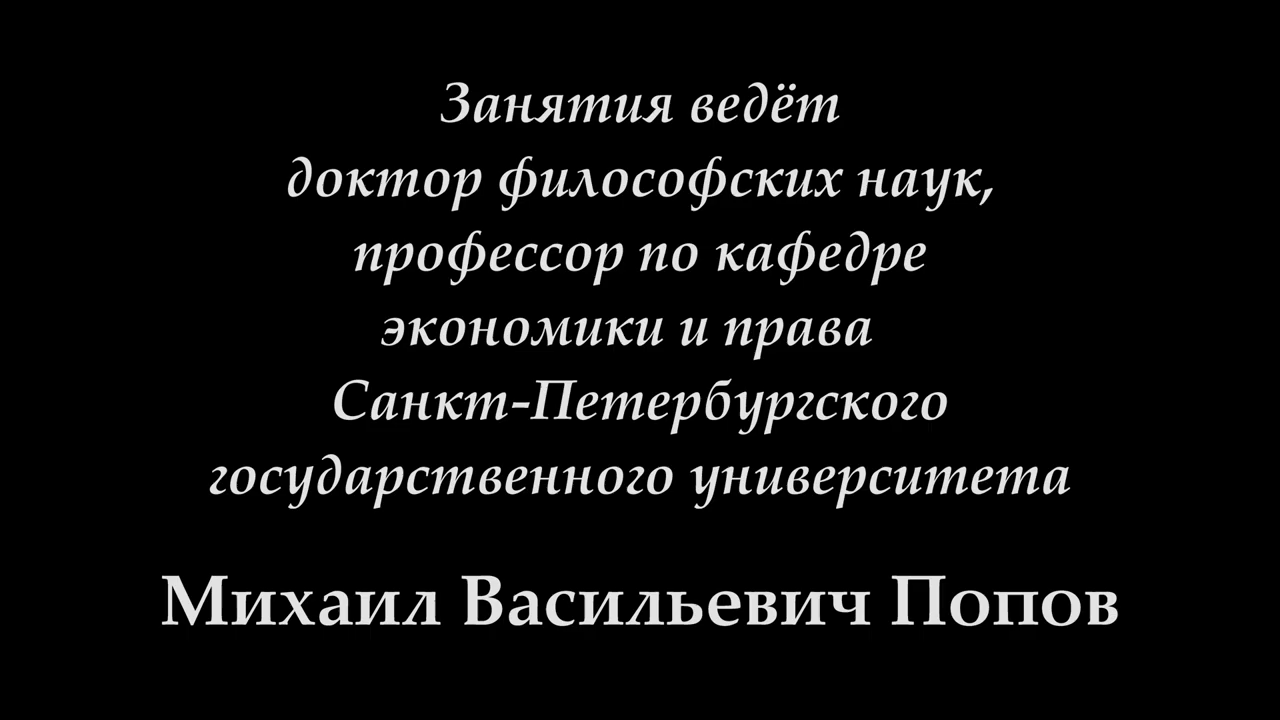 Занятия ведёт
доктор философских наук,
профессор по кафедре
экономики и права
Санкт-Петербургского
государственного университета
Михаил Васильевич Попов